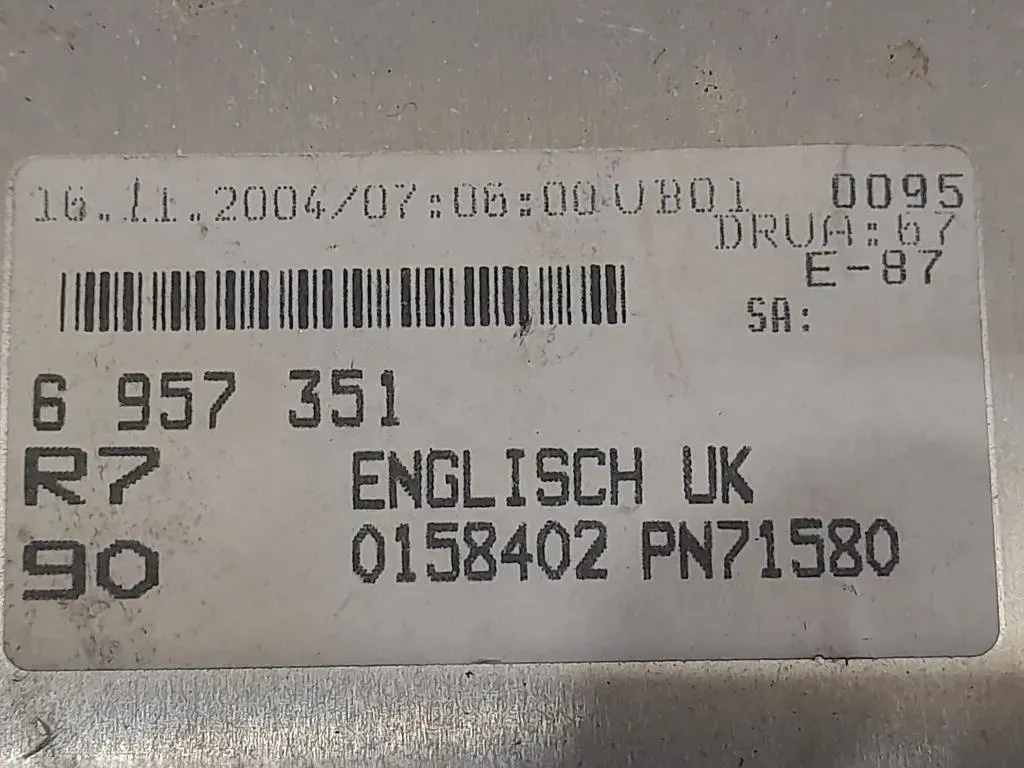 16.11.2004/07:06:00 VB01 0095
DRVA:67
E-87
SA:
6 957 351
R7 ENGLISCH UK
90 0158402 PN71580